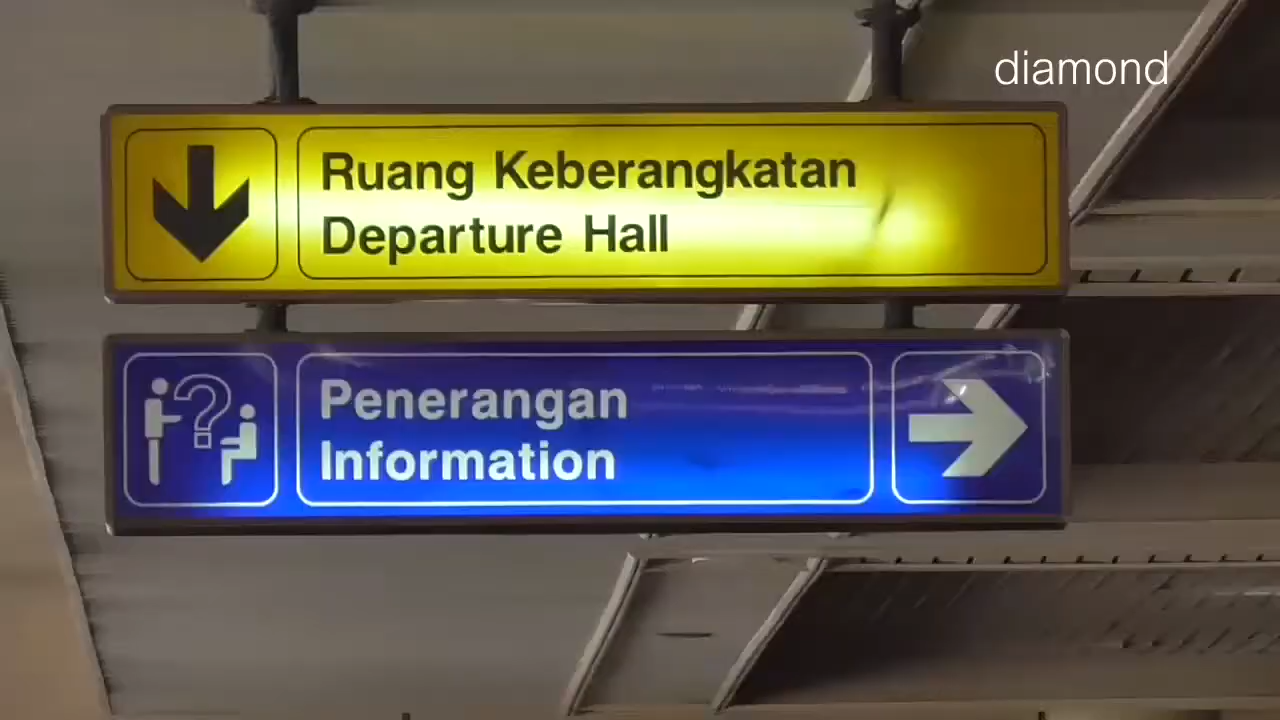 diamond
Ruang Keberangkatan
Departure Hall
Penerangan
Information